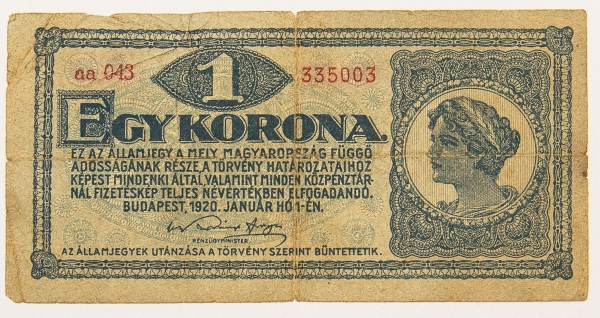 aa 043 1 335003
EGY KORONA.
EZ AZ ÁLLAMJEGY A MELY MAGYARORSZÁG FÜGGŐ
ADÓSSÁGÁNAK RÉSZE, A TÖRVÉNY HATÁROZATAIHOZ
KÉPEST MINDENKI ÁLTAL, VALAMINT MINDEN KÖZPÉNZTÁR-
NÁL FIZETÉSKÉP TELJES NÉVÉRTÉKBEN ELFOGADANDÓ.
BUDAPEST, 1920. JANUÁR HÓ 1-ÉN.
PÉNZÜGYMINISTER.
AZ ÁLLAMJEGYEK UTÁNZÁSA A TÖRVÉNY SZERINT BÜNTETTETIK.